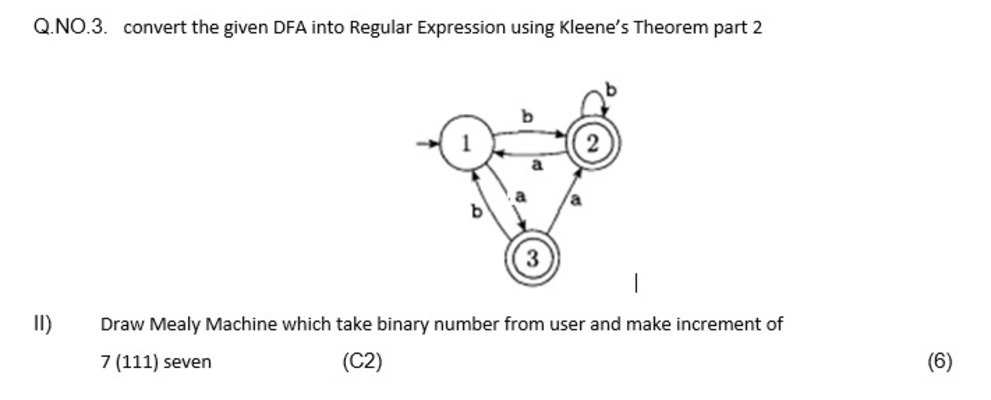 Q.NO.3. convert the given DFA into Regular Expression using Kleene's Theorem part 2
b
b
1
2
a
a
a
b
3
II) Draw Mealy Machine which take binary number from user and make increment of
7 (111) seven (C2) (6)